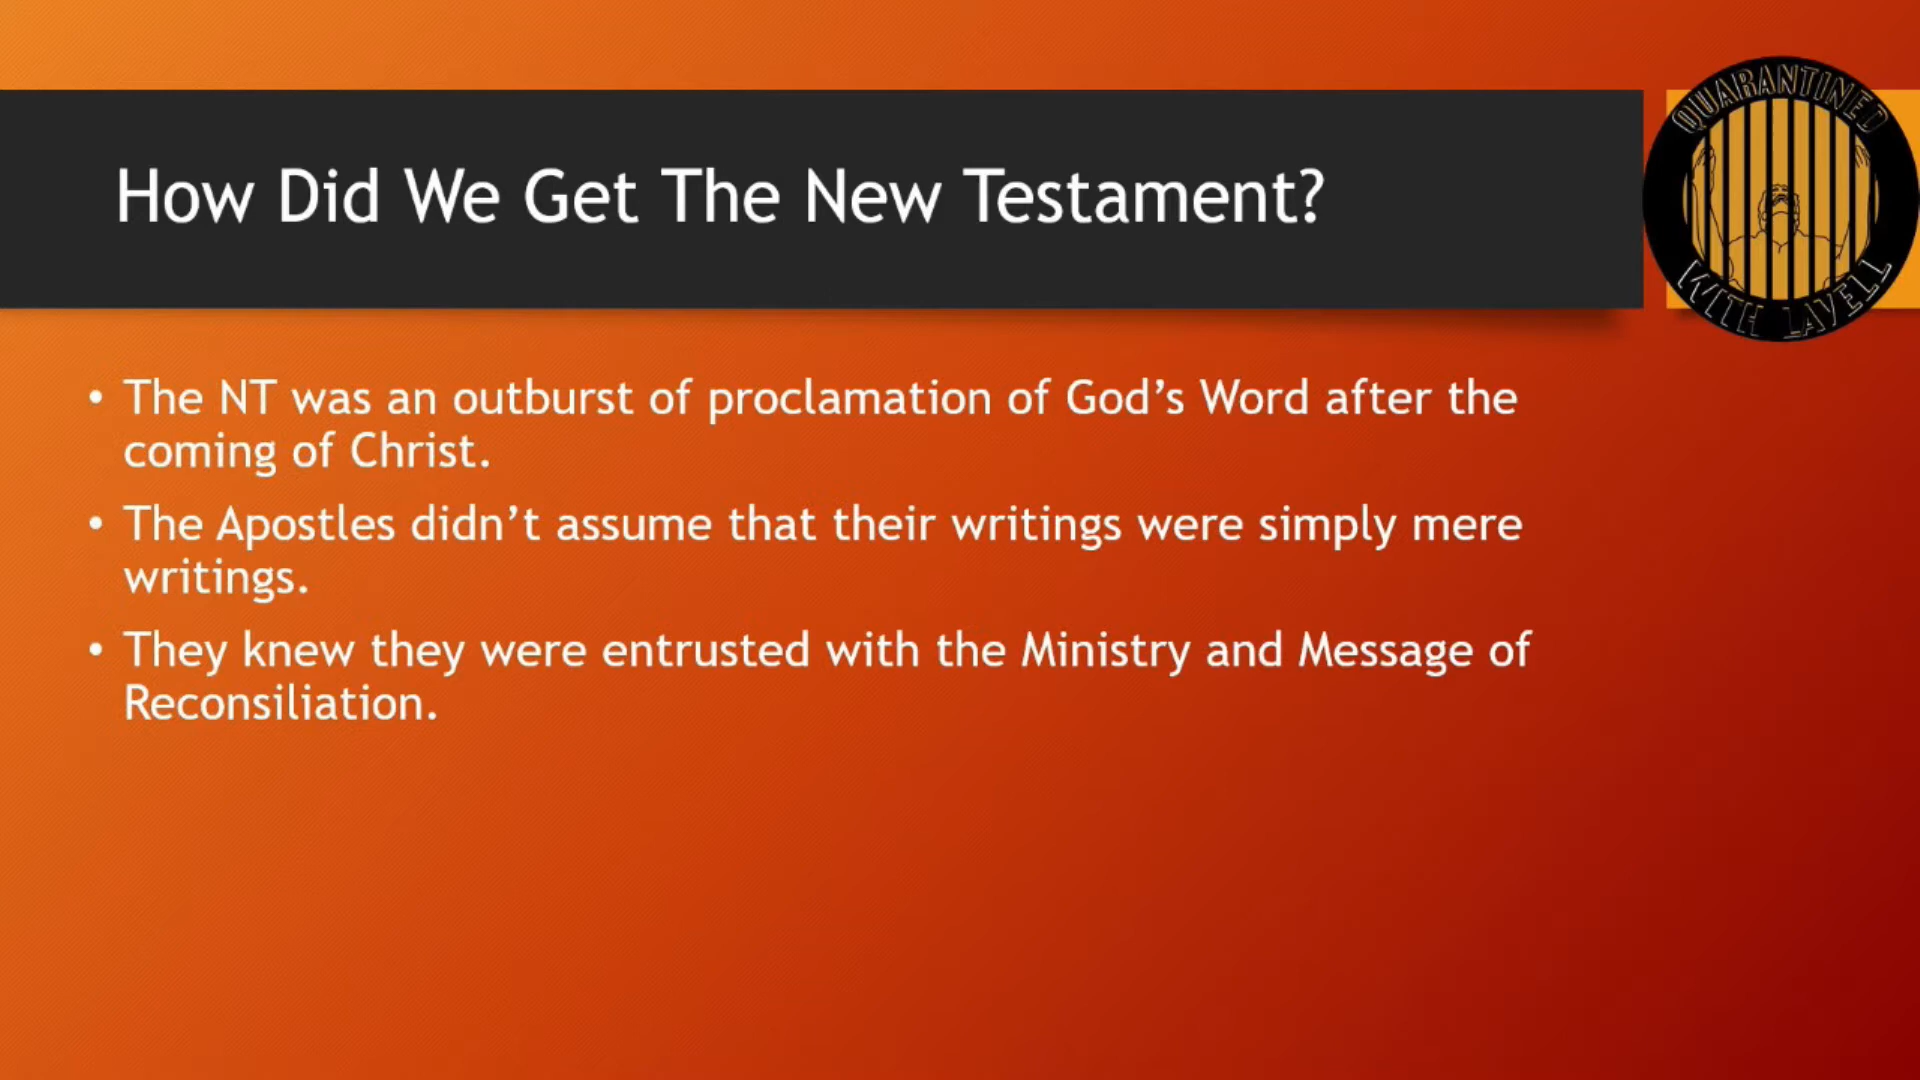 How Did We Get The New Testament?
QUARANTINED
WITH LAVELL
• The NT was an outburst of proclamation of God’s Word after the
coming of Christ.
• The Apostles didn’t assume that their writings were simply mere
writings.
• They knew they were entrusted with the Ministry and Message of
Reconsiliation.